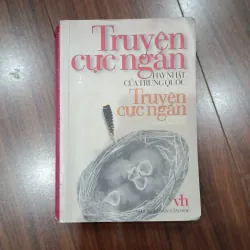 Truyện
cực ngắn
HAY NHẤT
CỦA TRUNG QUỐC
Truyện
cực ngắn
vh